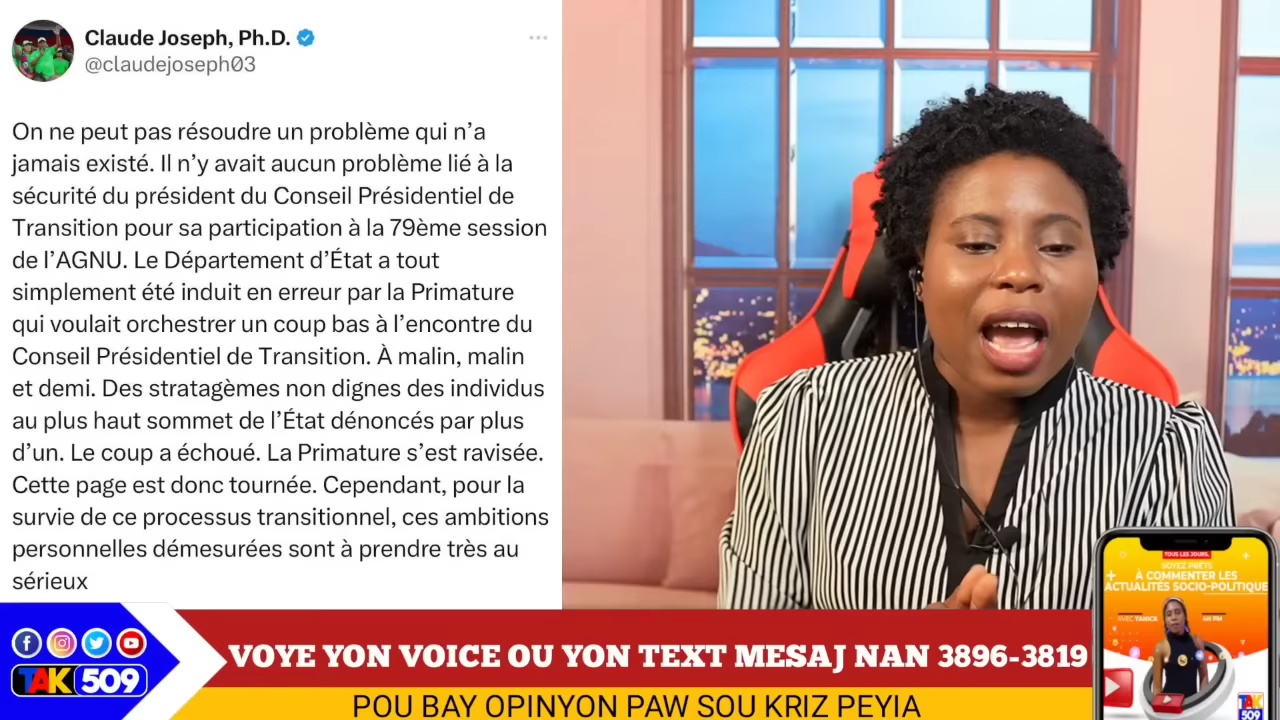 Claude Joseph, Ph.D.
@claudejoseph03
On ne peut pas résoudre un problème qui n’a
jamais existé. Il n’y avait aucun problème lié à la
sécurité du président du Conseil Présidentiel de
Transition pour sa participation à la 79ème session
de l’AGNU. Le Département d’État a tout
simplement été induit en erreur par la Primature
qui voulait orchestrer un coup bas à l’encontre du
Conseil Présidentiel de Transition. À malin, malin
et demi. Des stratagèmes non dignes des individus
au plus haut sommet de l’État dénoncés par plus
d’un. Le coup a échoué. La Primature s’est ravisée.
Cette page est donc tournée. Cependant, pour la
survie de ce processus transitionnel, ces ambitions
personnelles démesurées sont à prendre très au
sérieux
TAK 509
VOYE YON VOICE OU YON TEXT MESAJ NAN 3896-3819
POU BAY OPINYON PAW SOU KRIZ PEYIA
TOUS LES JOURS,
SOYEZ PRÊTS
À COMMENTER LES
ACTUALITÉS SOCIO-POLITIQUE
AVEC YANICK
TAK
509